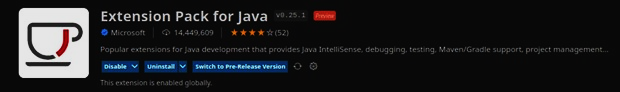 Extension Pack for Java v0.25.1 Preview
Microsoft 14,449,609 (52)
Popular extensions for Java development that provides Java IntelliSense, debugging, testing, Maven/Gradle support, project management...
Disable Uninstall Switch to Pre-Release Version
This extension is enabled globally.